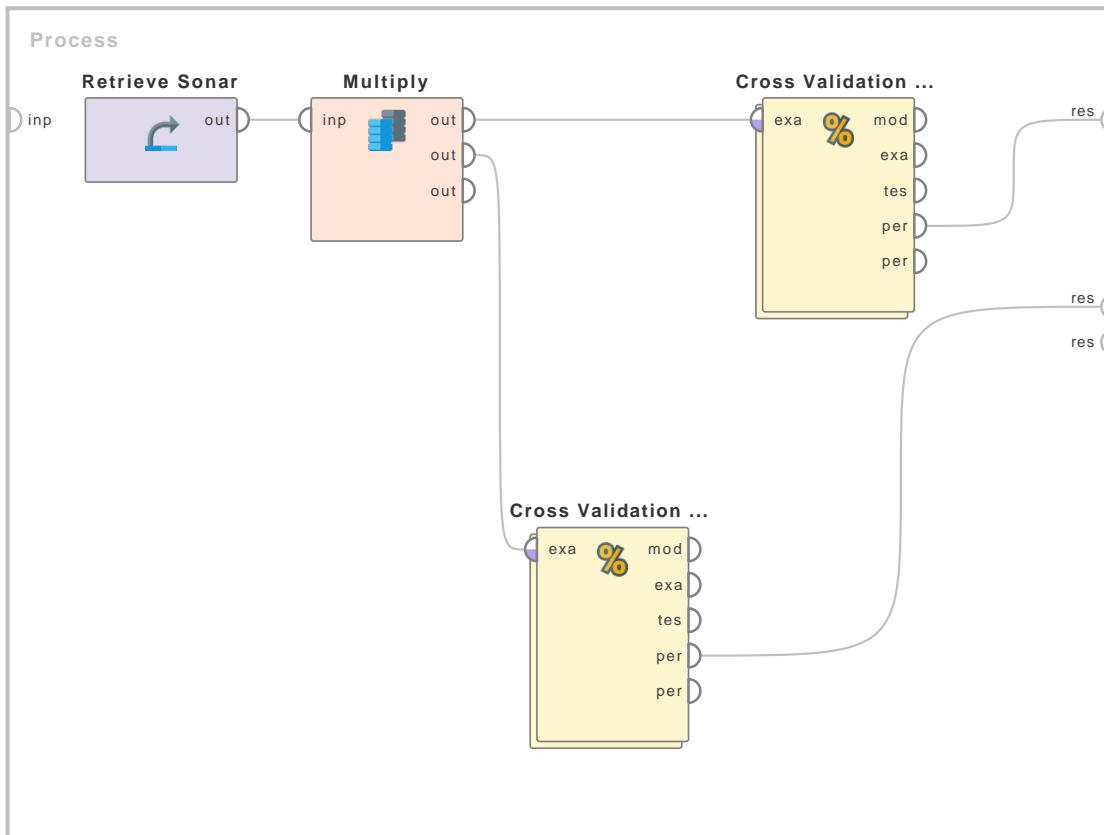 Process
inp
Retrieve Sonar
out
Multiply
inp
out
out
out
Cross Validation ...
exa
mod
exa
tes
per
per
res
res
res
Cross Validation ...
exa
mod
exa
tes
per
per